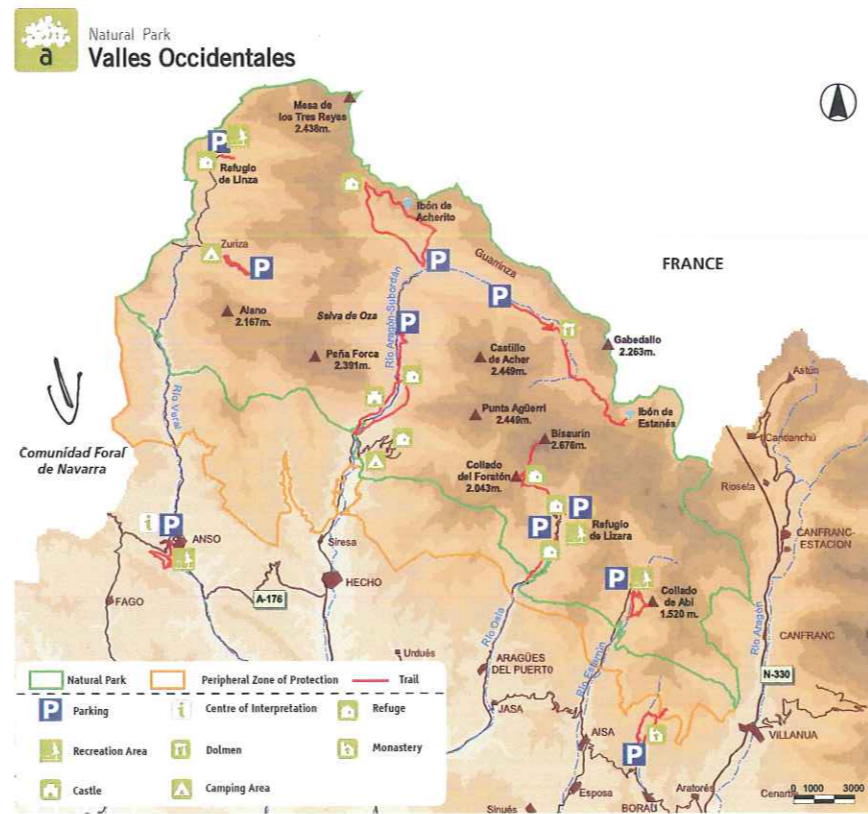 a
Natural Park
Valles Occidentales
Mesa de
los Tres Reyes
2.438m.
P
Refugio
de Linza
Ibón de
Acherito
Zuriza
P
P
Guarrinza
FRANCE
P
Alano
2.167m.
Selva de Oza
Río Aragón-Subordán
P
Gabedallo
2.263m.
Peña Forca
2.391m.
Castillo
de Acher
2.449m.
Astún
Río Veral
Punta Agüerri
2.449m.
Ibón de
Estanés
Candanchú
Comunidad Foral
de Navarra
Bisaurín
2.676m.
Collado
del Foratón
2.043m.
Rioseta
i
P
ANSO
Siresa
P
P
Refugio
de Lizara
CANFRANC-
ESTACION
HECHO
A-176
FAGO
P
Collado
de Abi
1.520 m.
Río Osia
Río Estarrún
Río Aragón
CANFRANC
Urdués
ARAGÜES
DEL PUERTO
N-330
JASA
AISA
P
VILLANUA
Esposa
Sinués
BORAU
Aratorés
Cenarbe
0 1000 3000
Natural Park
Peripheral Zone of Protection
Trail
P
Parking
i
Centre of Interpretation
Refuge
Recreation Area
Dolmen
Monastery
Castle
Camping Area